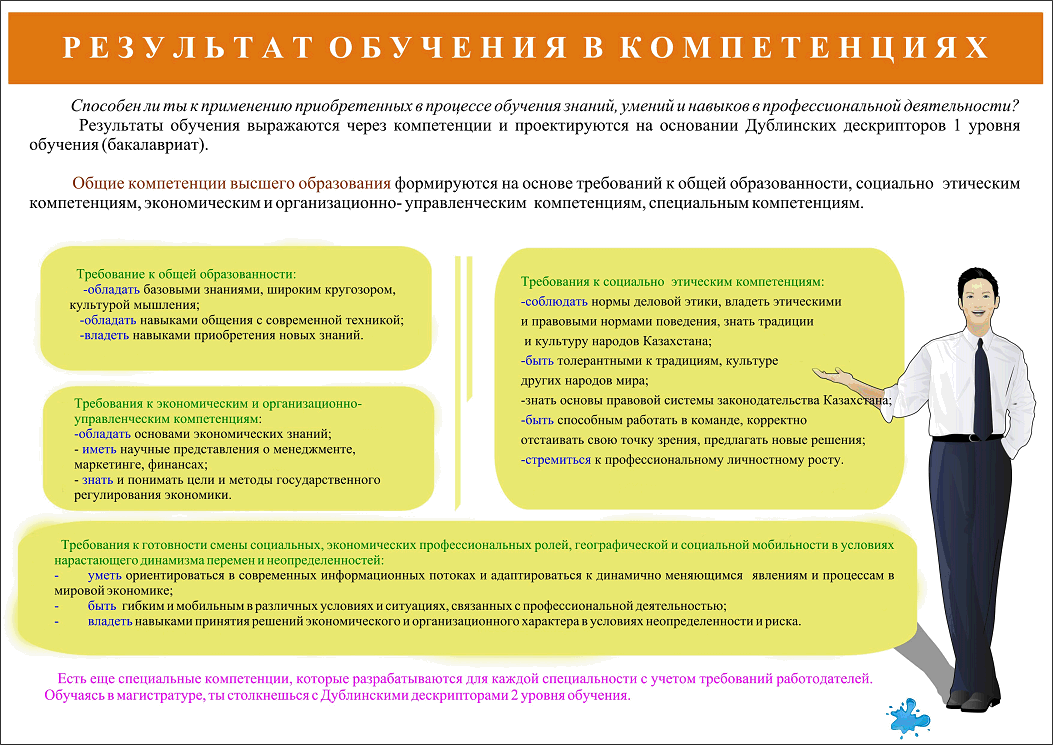 РЕЗУЛЬТАТ ОБУЧЕНИЯ В КОМПЕТЕНЦИЯХ
Способен ли ты к применению приобретенных в процессе обучения знаний, умений и навыков в профессиональной деятельности?
Результаты обучения выражаются через компетенции и проектируются на основании Дублинских дескрипторов 1 уровня
обучения (бакалавриат).
Общие компетенции высшего образования формируются на основе требований к общей образованности, социально этическим
компетенциям, экономическим и организационно- управленческим компетенциям, специальным компетенциям.
Требование к общей образованности:
-обладать базовыми знаниями, широким кругозором,
культурой мышления;
-обладать навыками общения с современной техникой;
-владеть навыками приобретения новых знаний.
Требования к экономическим и организационно-
управленческим компетенциям:
-обладать основами экономических знаний;
- иметь научные представления о менеджменте,
маркетинге, финансах;
- знать и понимать цели и методы государственного
регулирования экономики.
Требования к социально этическим компетенциям:
-соблюдать нормы деловой этики, владеть этическими
и правовыми нормами поведения, знать традиции
и культуру народов Казахстана;
-быть толерантными к традициям, культуре
других народов мира;
-знать основы правовой системы законодательства Казахстана;
-быть способным работать в команде, корректно
отстаивать свою точку зрения, предлагать новые решения;
-стремиться к профессиональному личностному росту.
Требования к готовности смены социальных, экономических профессиональных ролей, географической и социальной мобильности в условиях
нарастающего динамизма перемен и неопределенностей:
- уметь ориентироваться в современных информационных потоках и адаптироваться к динамично меняющимся явлениям и процессам в
мировой экономике;
- быть гибким и мобильным в различных условиях и ситуациях, связанных с профессиональной деятельностью;
- владеть навыками принятия решений экономического и организационного характера в условиях неопределенности и риска.
Есть еще специальные компетенции, которые разрабатываются для каждой специальности с учетом требований работодателей.
Обучаясь в магистратуре, ты столкнешься с Дублинскими дескрипторами 2 уровня обучения.